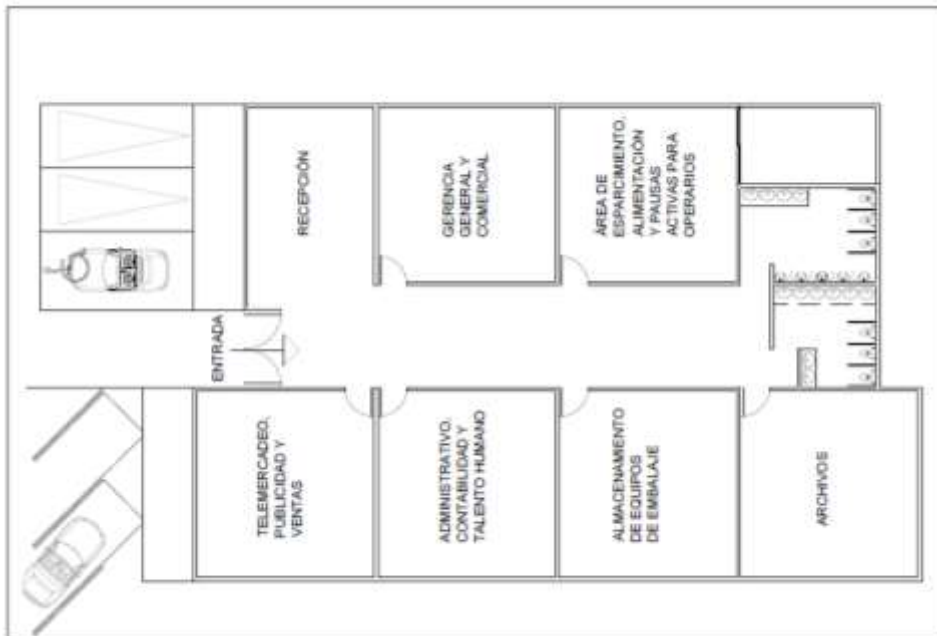 RECEPCIÓN
GERENCIA
GENERAL Y
COMERCIAL
ÁREA DE
ESPARCIMIENTO,
ALIMENTACIÓN
Y PAUSAS
ACTIVAS PARA
OPERARIOS
ENTRADA
TELEMERCADEO,
PUBLICIDAD Y
VENTAS
ADMINISTRATIVO,
CONTABILIDAD Y
TALENTO HUMANO
ALMACENAMIENTO
DE EQUIPOS
DE EMBALAJE
ARCHIVOS